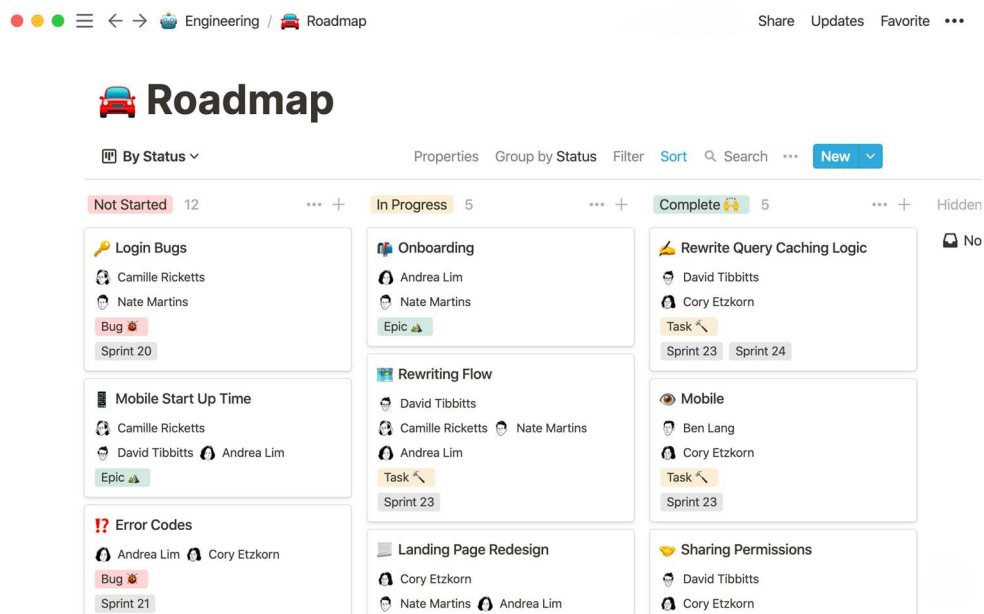 Engineering / Roadmap
Share Updates Favorite
Roadmap
By Status
Properties Group by Status Filter Sort Search New
Not Started 12
Login Bugs
Camille Ricketts
Nate Martins
Bug
Sprint 20
Mobile Start Up Time
Camille Ricketts
David Tibbitts Andrea Lim
Epic
Error Codes
Andrea Lim Cory Etzkorn
Bug
Sprint 21
In Progress 5
Onboarding
Andrea Lim
Nate Martins
Epic
Rewriting Flow
David Tibbitts
Camille Ricketts Nate Martins
Andrea Lim
Task
Sprint 23
Landing Page Redesign
Cory Etzkorn
Nate Martins Andrea Lim
Complete 5
Rewrite Query Caching Logic
David Tibbitts
Cory Etzkorn
Task
Sprint 23 Sprint 24
Mobile
Ben Lang
Cory Etzkorn
Task
Sprint 23
Sharing Permissions
David Tibbitts
Cory Etzkorn
Hidden
No